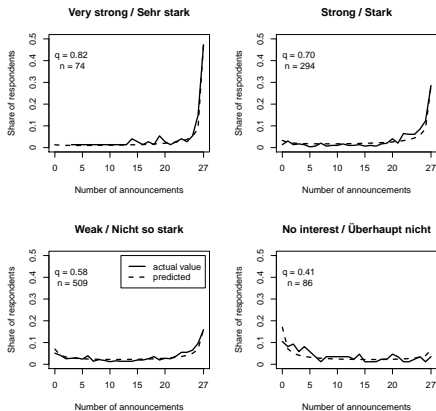 Very strong / Sehr stark
Share of respondents
0.5
0.4
0.3
0.2
0.1
0
q = 0.82
n = 74
0 5 10 20 27
Number of announcements
Strong / Stark
Share of respondents
0.5
0.4
0.3
0.2
0.1
0
q = 0.70
n = 294
0 5 10 20 27
Number of announcements
Weak / Nicht so stark
Share of respondents
0.5
0.4
0.3
0.2
0.1
0
q = 0.58
n = 509
actual value
predicted
0 5 10 20 27
Number of announcements
No interest / Überhaupt nicht
Share of respondents
0.5
0.4
0.3
0.2
0.1
0
q = 0.41
n = 86
0 5 10 20 27
Number of announcements